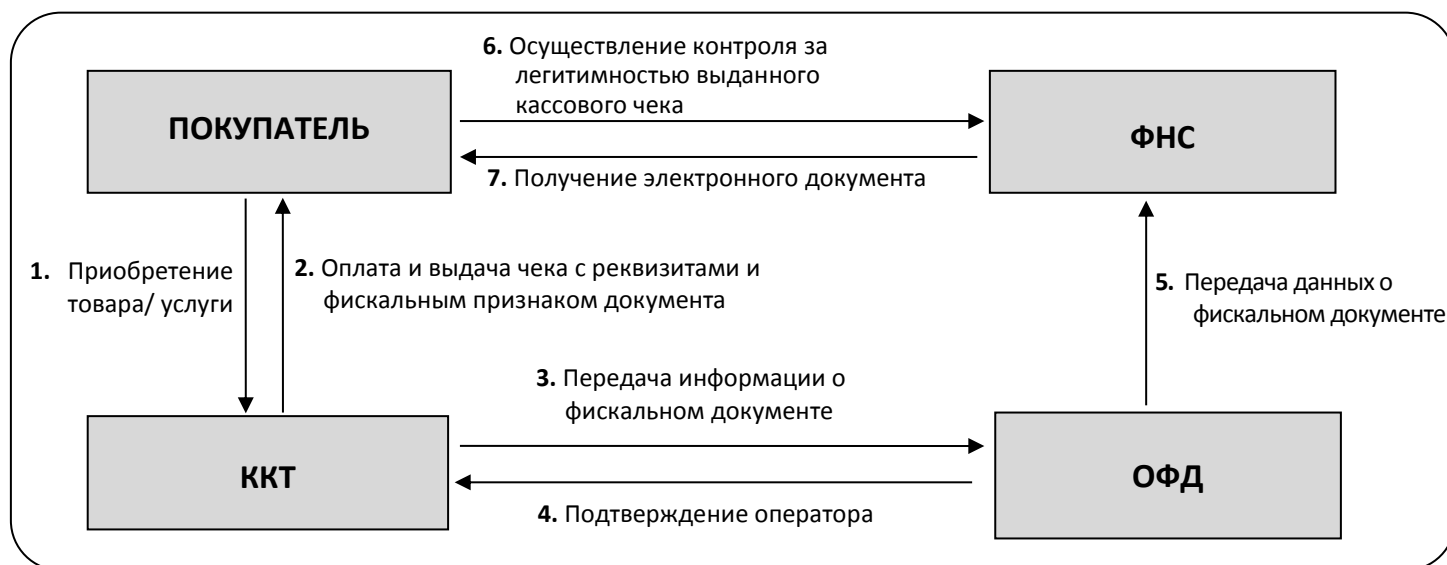 6. Осуществление контроля за
легитимностью выданного
кассового чека
ПОКУПАТЕЛЬ
ФНС
7. Получение электронного документа
1. Приобретение
товара/ услуги
2. Оплата и выдача чека с реквизитами и
фискальным признаком документа
5. Передача данных о
фискальном документе
3. Передача информации о
фискальном документе
ККТ
ОФД
4. Подтверждение оператора